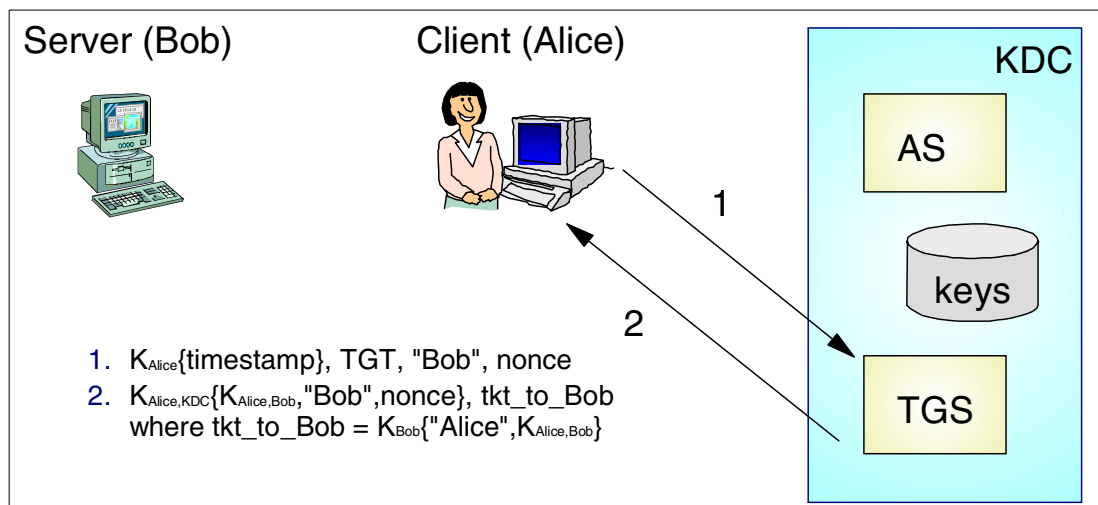 Server (Bob)
Client (Alice)
KDC
AS
1
keys
2
TGS
1. KAlice{timestamp}, TGT, "Bob", nonce
2. KAlice,KDC{KAlice,Bob,"Bob",nonce}, tkt_to_Bob
where tkt_to_Bob = KBob{"Alice",KAlice,Bob}